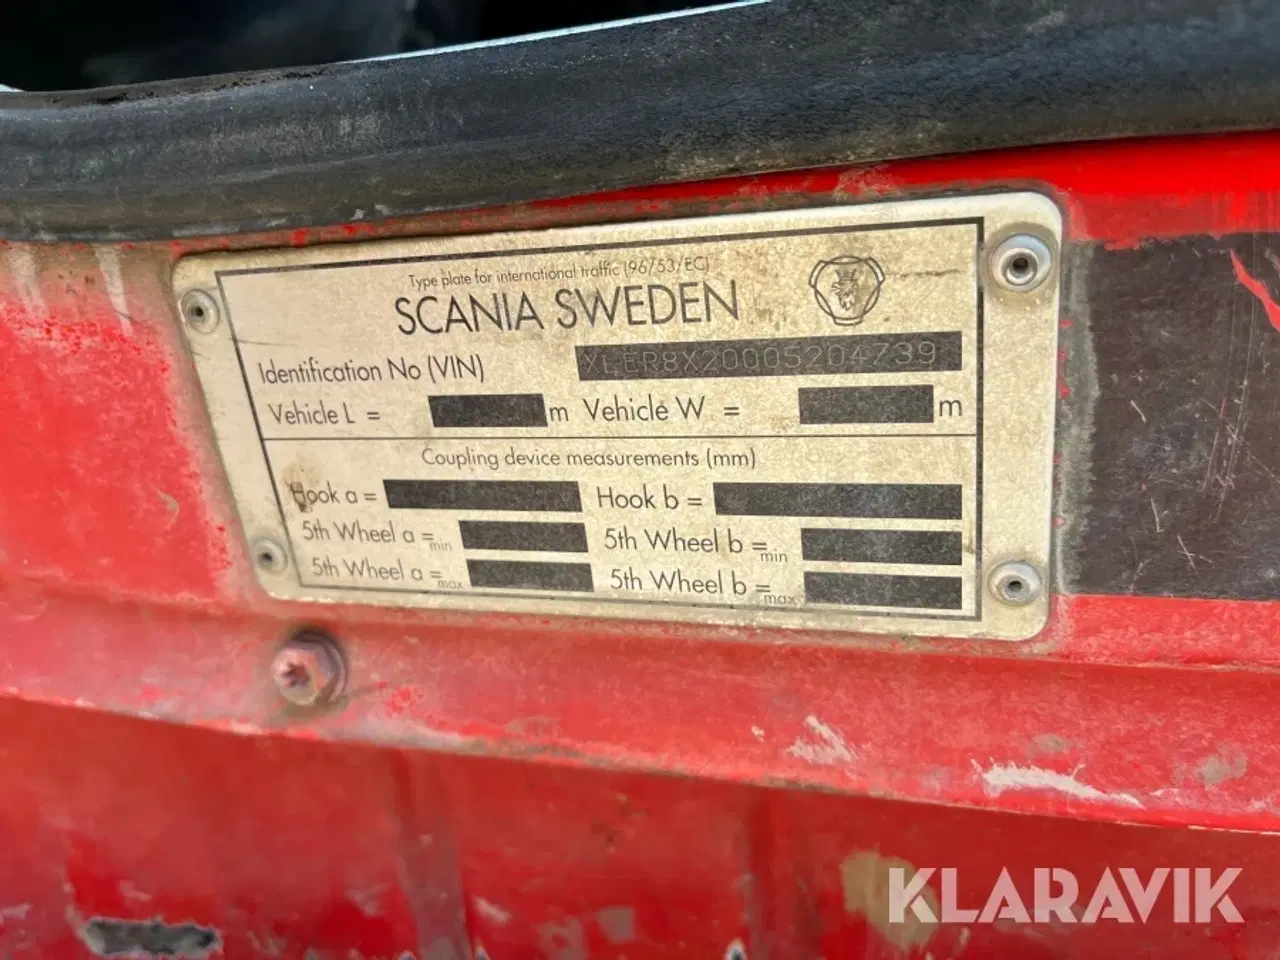 Type plate for international traffic (96/53/EC)
SCANIA SWEDEN
Identification No (VIN) XLER8X20005204739
Vehicle L = m Vehicle W = m
Coupling device measurements (mm)
Hook a = Hook b =
5th Wheel a = min 5th Wheel b = min
5th Wheel a = max 5th Wheel b = max
KLARAVIK